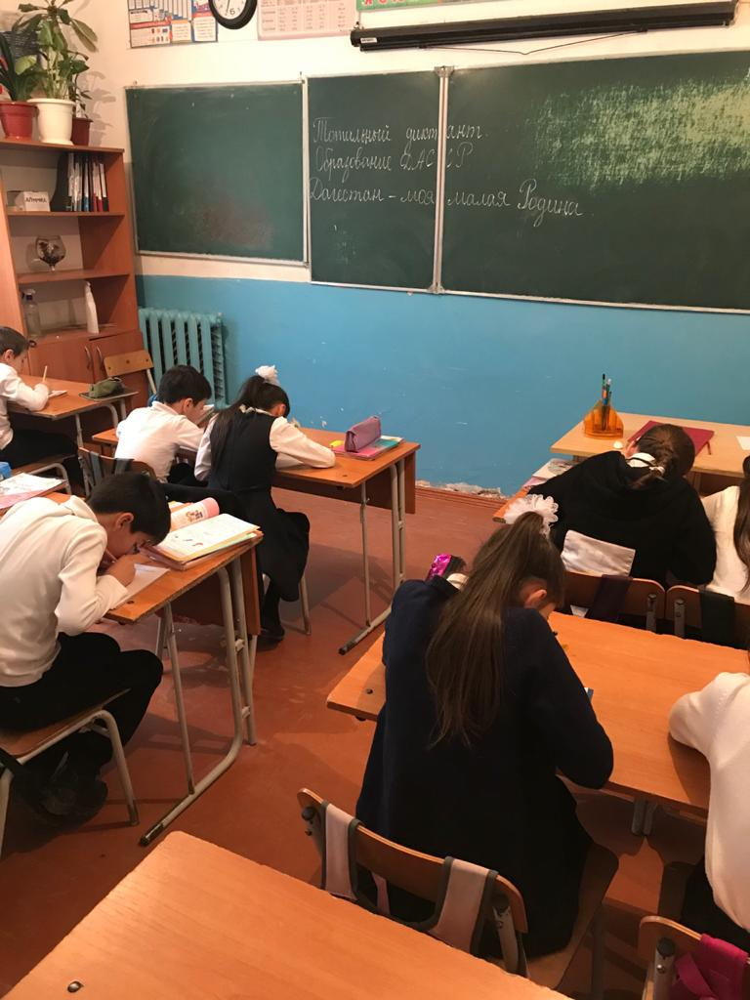 Тотальный диктант.
Образование ДАССР
Дагестан - моя малая Родина.